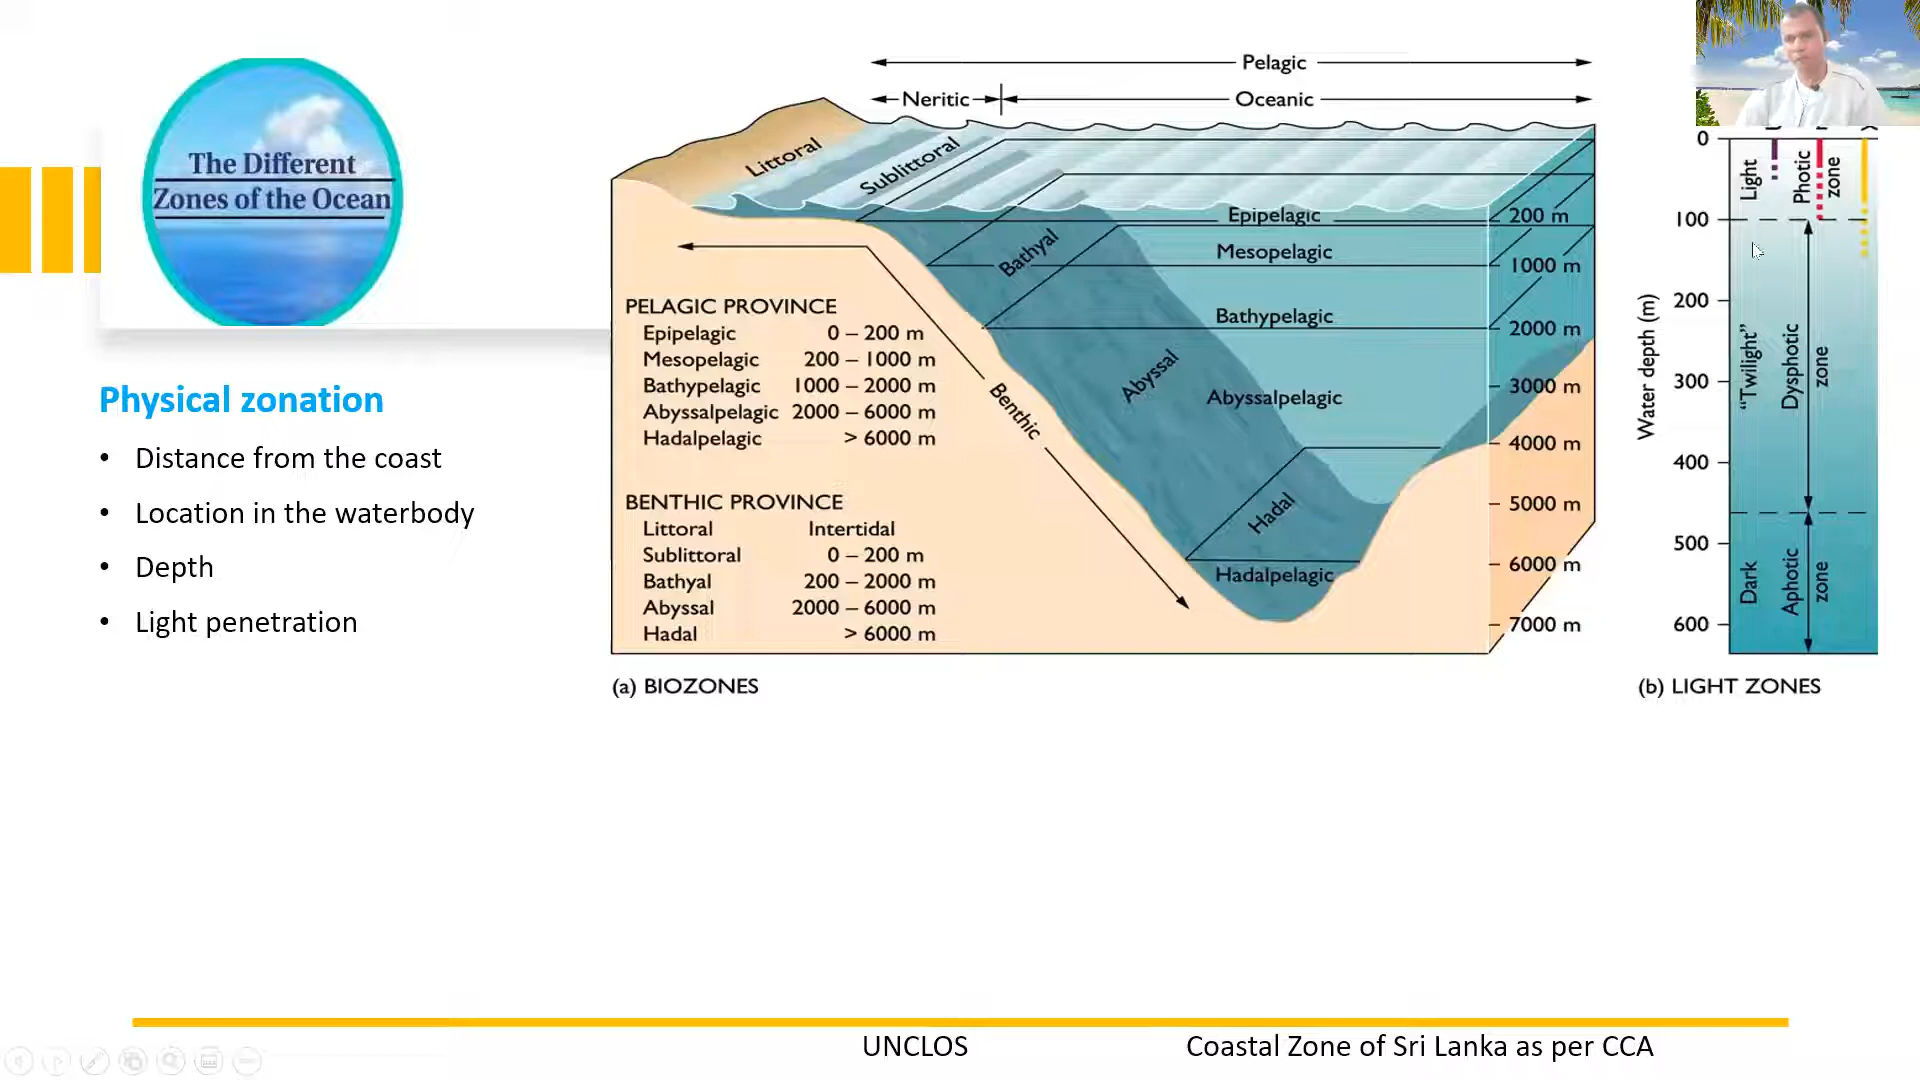 The Different
Zones of the Ocean
Physical zonation
• Distance from the coast
• Location in the waterbody
• Depth
• Light penetration
Pelagic
Neritic
Oceanic
Littoral
Sublittoral
Bathyal
Abyssal
Hadal
Benthic
Epipelagic
Mesopelagic
Bathypelagic
Abyssalpelagic
Hadalpelagic
200 m
1000 m
2000 m
3000 m
4000 m
5000 m
6000 m
7000 m
PELAGIC PROVINCE
Epipelagic 0 – 200 m
Mesopelagic 200 – 1000 m
Bathypelagic 1000 – 2000 m
Abyssalpelagic 2000 – 6000 m
Hadalpelagic > 6000 m
BENTHIC PROVINCE
Littoral Intertidal
Sublittoral 0 – 200 m
Bathyal 200 – 2000 m
Abyssal 2000 – 6000 m
Hadal > 6000 m
(a) BIOZONES
Water depth (m)
0
100
200
300
400
500
600
Light
Photic
zone
“Twilight”
Dysphotic
zone
Dark
Aphotic
zone
(b) LIGHT ZONES
UNCLOS
Coastal Zone of Sri Lanka as per CCA